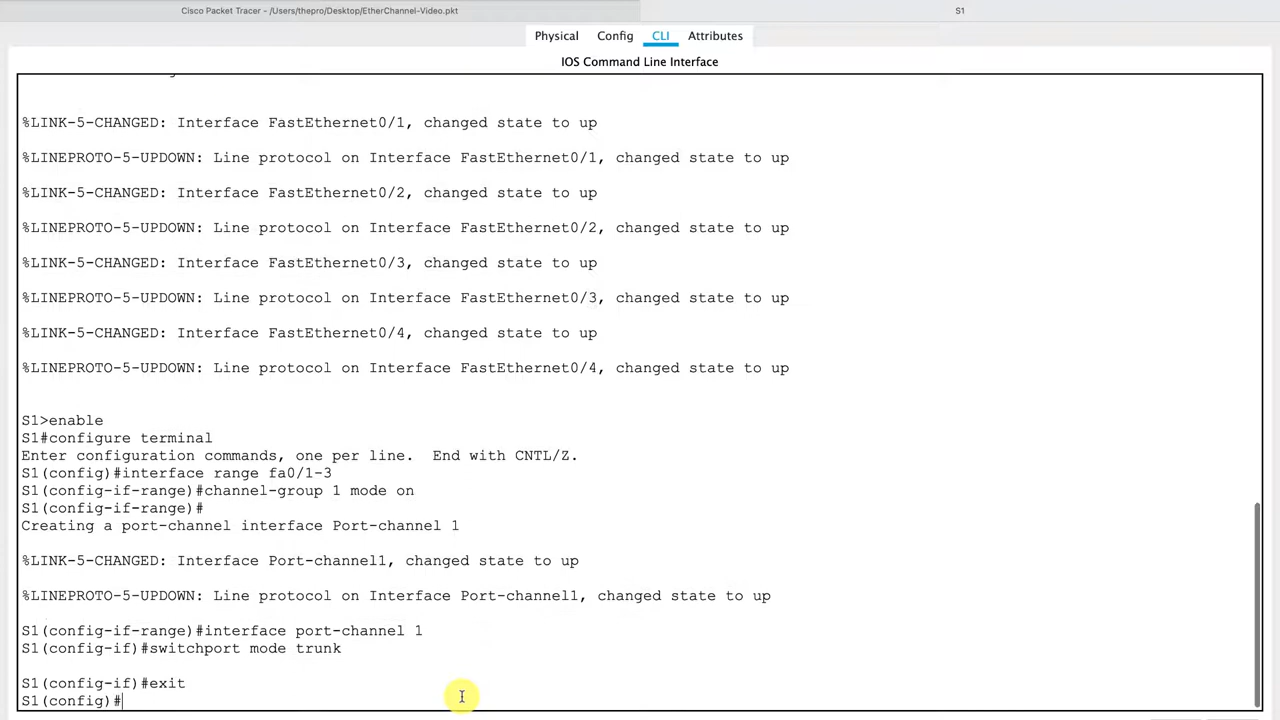 Cisco Packet Tracer - /Users/thepro/Desktop/EtherChannel-Video.pkt
S1
Physical Config CLI Attributes
IOS Command Line Interface
%LINK-5-CHANGED: Interface FastEthernet0/1, changed state to up
%LINEPROTO-5-UPDOWN: Line protocol on Interface FastEthernet0/1, changed state to up
%LINK-5-CHANGED: Interface FastEthernet0/2, changed state to up
%LINEPROTO-5-UPDOWN: Line protocol on Interface FastEthernet0/2, changed state to up
%LINK-5-CHANGED: Interface FastEthernet0/3, changed state to up
%LINEPROTO-5-UPDOWN: Line protocol on Interface FastEthernet0/3, changed state to up
%LINK-5-CHANGED: Interface FastEthernet0/4, changed state to up
%LINEPROTO-5-UPDOWN: Line protocol on Interface FastEthernet0/4, changed state to up
S1>enable
S1#configure terminal
Enter configuration commands, one per line.  End with CNTL/Z.
S1(config)#interface range fa0/1-3
S1(config-if-range)#channel-group 1 mode on
S1(config-if-range)#
Creating a port-channel interface Port-channel 1
%LINK-5-CHANGED: Interface Port-channel1, changed state to up
%LINEPROTO-5-UPDOWN: Line protocol on Interface Port-channel1, changed state to up
S1(config-if-range)#interface port-channel 1
S1(config-if)#switchport mode trunk
S1(config-if)#exit
S1(config)#